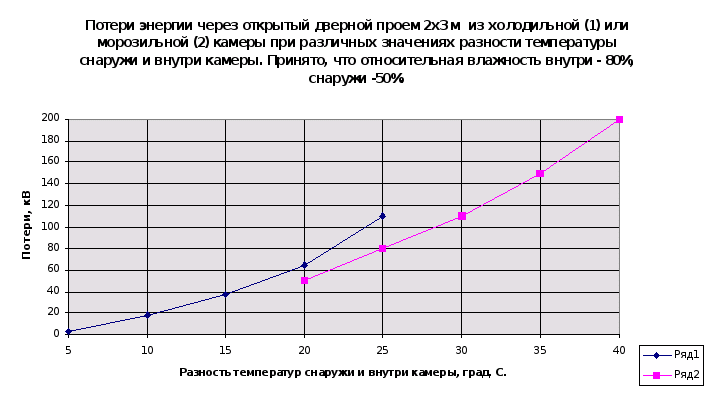 Потери энергии через открытый дверной проем 2х3 м из холодильной (1) или
морозильной (2) камеры при различных значениях разности температуры
снаружи и внутри камеры. Принято, что относительная влажность внутри - 80%,
снаружи -50%.
200
180
160
140
120
100
80
60
40
20
0
Потери, кВ
5 10 15 20 25 30 35 40
Разность температур снаружи и внутри камеры, град, С.
Ряд1
Ряд2